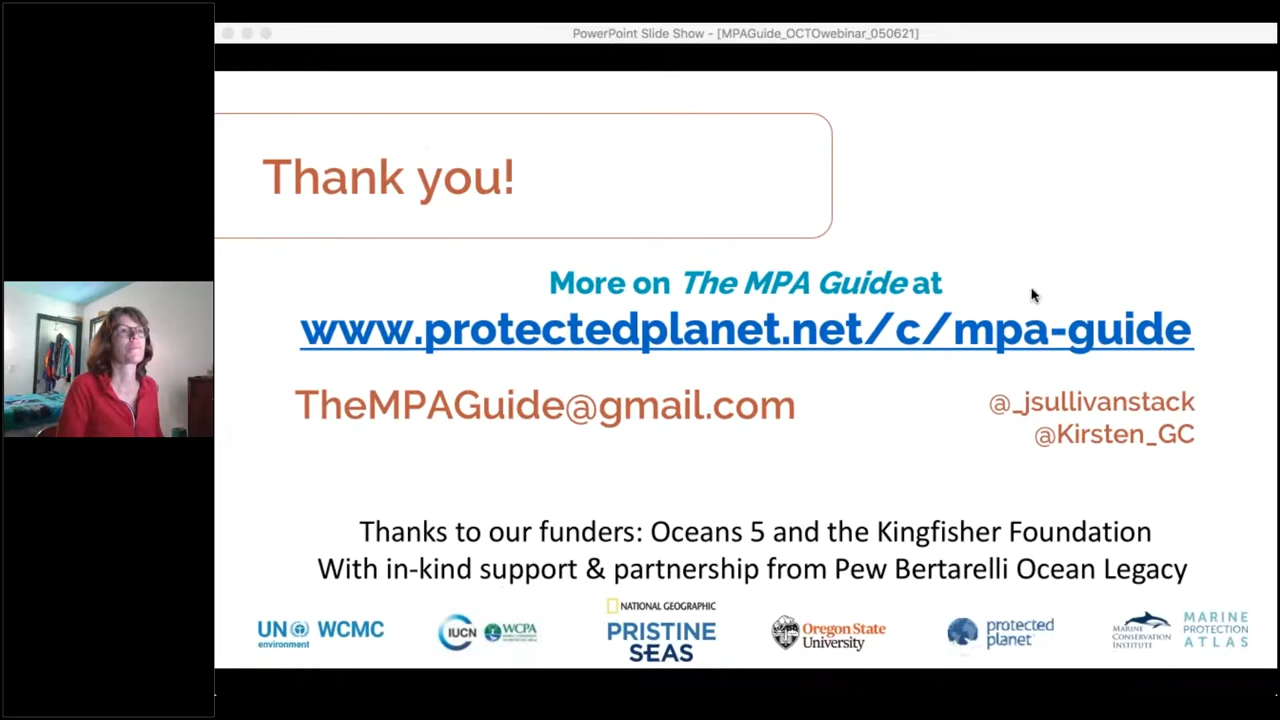 PowerPoint Slide Show - [MPAGuide_OCTOwebinar_050621]
Thank you!
More on The MPA Guide at
www.protectedplanet.net/c/mpa-guide
TheMPAGuide@gmail.com
@_jsullivanstack
@Kirsten_GC
Thanks to our funders: Oceans 5 and the Kingfisher Foundation
With in-kind support & partnership from Pew Bertarelli Ocean Legacy
UN WCMC
environment
IUCN WCPA
NATIONAL GEOGRAPHIC
PRISTINE
SEAS
Oregon State
University
protected
planet
MARINE
CONSERVATION
INSTITUTE
MARINE
PROTECTION
ATLAS